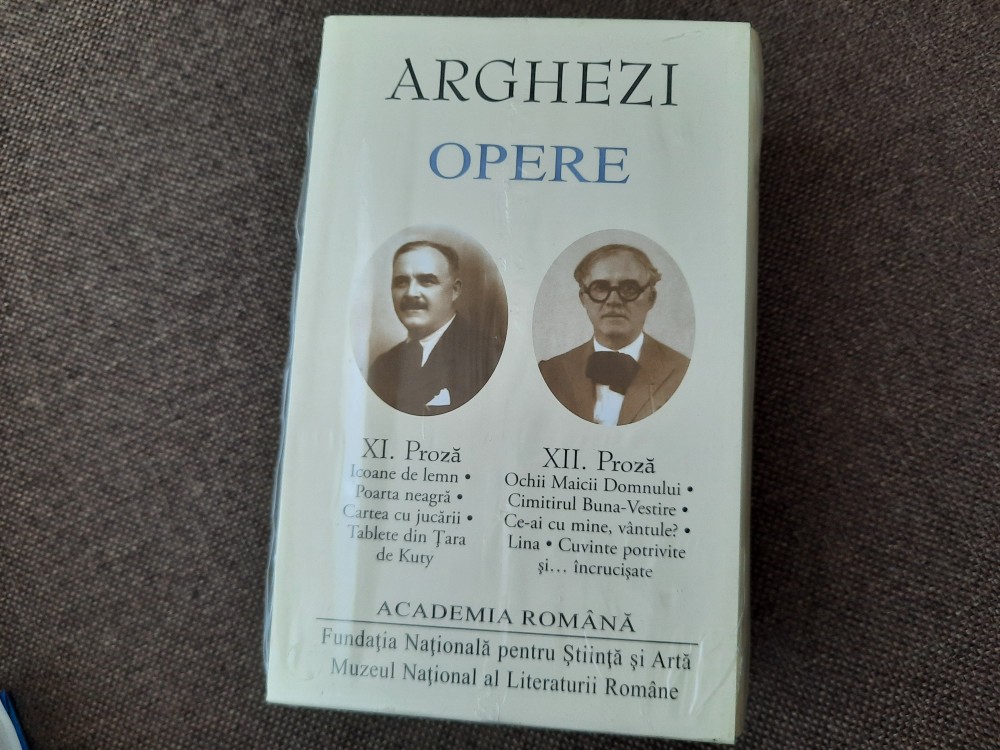 ARGHEZI
OPERE
XI. Proză
Icoane de lemn •
Poarta neagră •
Cartea cu jucării •
Tablete din Țara
de Kuty
XII. Proză
Ochii Maicii Domnului •
Cimitirul Buna-Vestire •
Ce-ai cu mine, vântule? •
Lina • Cuvinte potrivite
și... încrucișate
ACADEMIA ROMÂNĂ
Fundația Națională pentru Știință și Artă
Muzeul Național al Literaturii Române